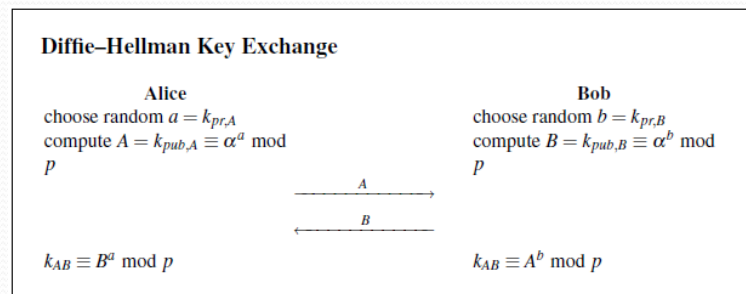 Diffie–Hellman Key Exchange
Alice
choose random a = k_{pr,A}
compute A = k_{pub,A} ≡ α^a mod
p
Bob
choose random b = k_{pr,B}
compute B = k_{pub,B} ≡ α^b mod
p
A
B
k_{AB} ≡ B^a mod p
k_{AB} ≡ A^b mod p